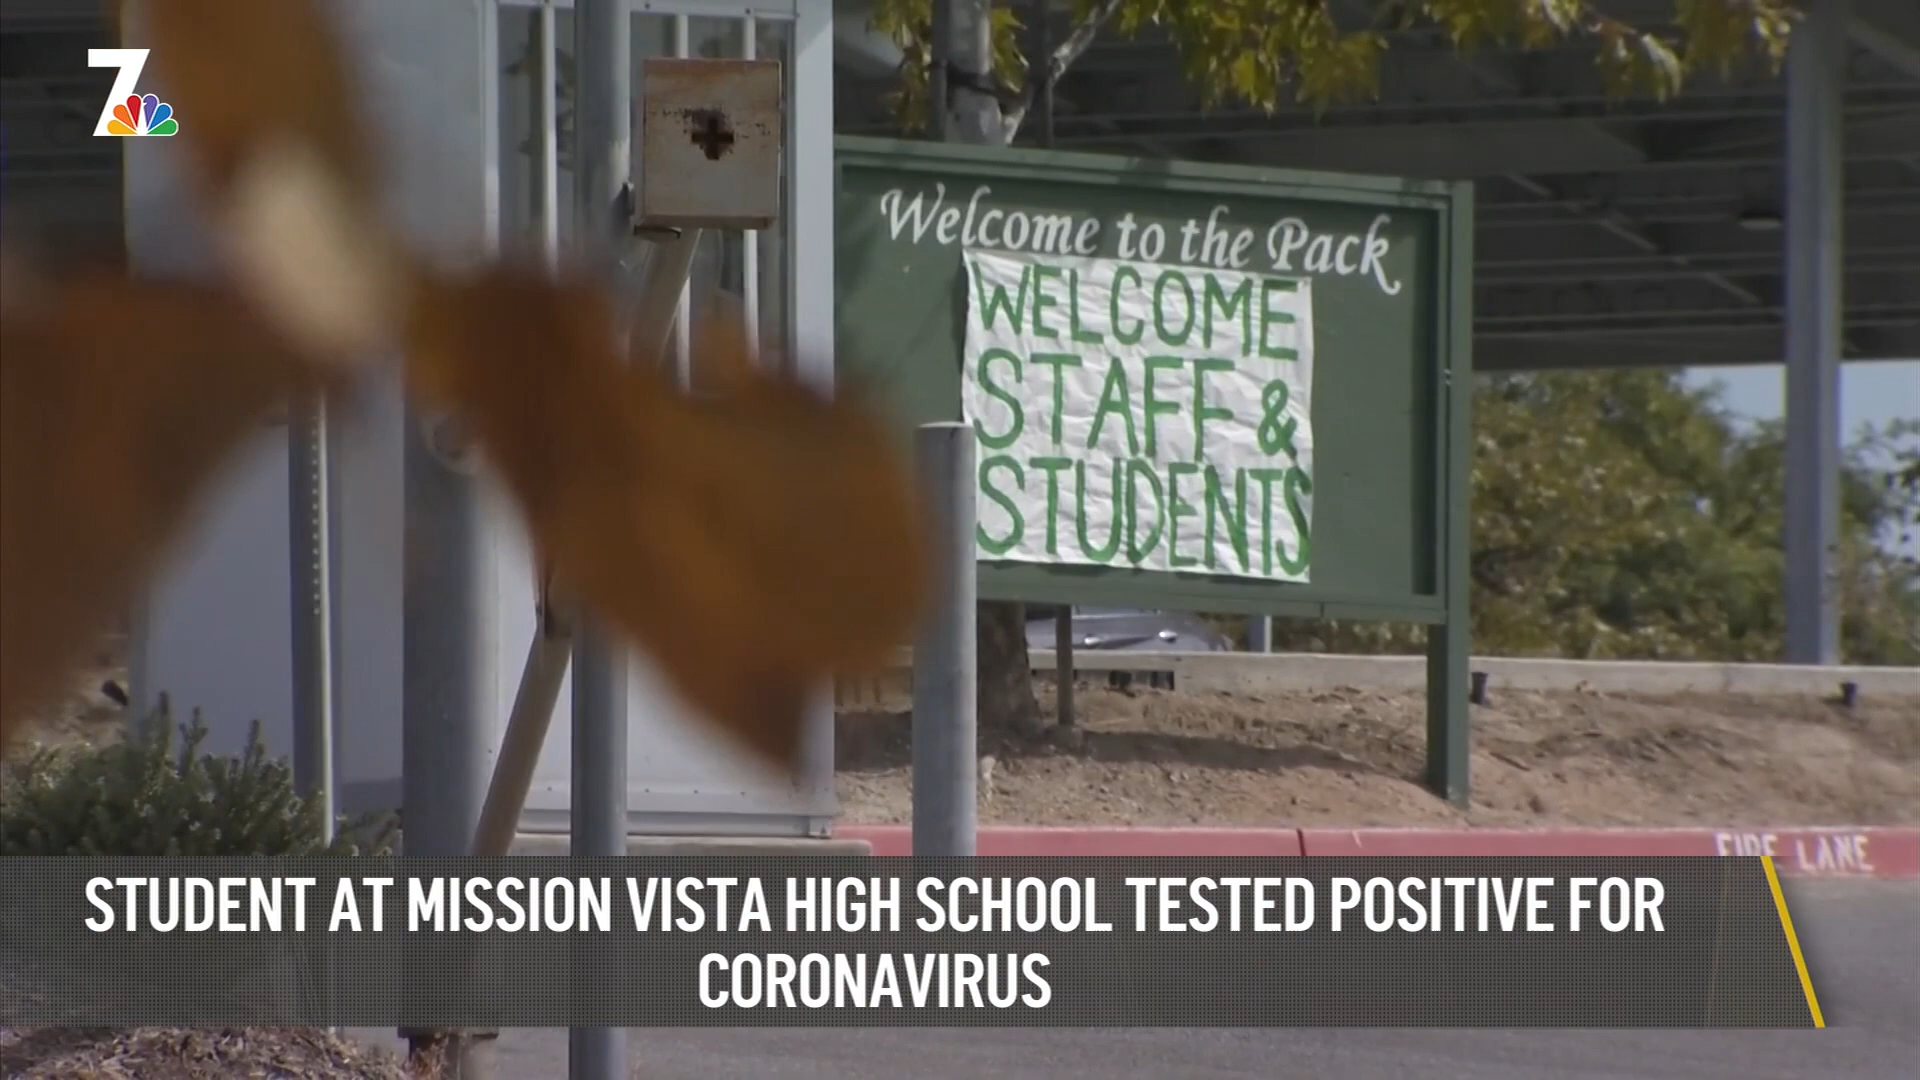 7
Welcome to the Pack
WELCOME
STAFF &
STUDENTS
FIRE LANE
STUDENT AT MISSION VISTA HIGH SCHOOL TESTED POSITIVE FOR
CORONAVIRUS